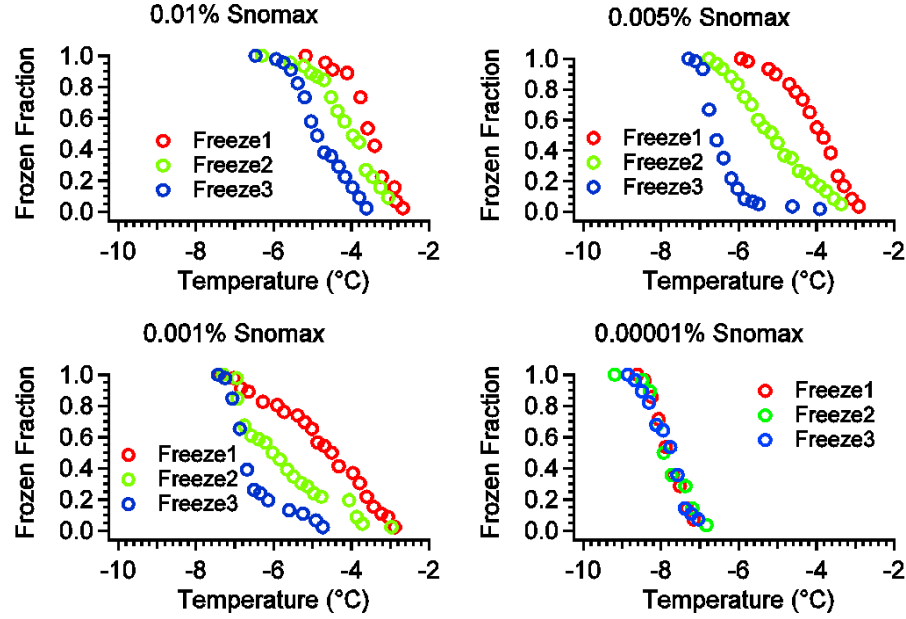 0.01% Snomax
Frozen Fraction
1.0
0.8
0.6
0.4
0.2
0.0
Freeze1
Freeze2
Freeze3
-10
-8
-6
-4
-2
Temperature (°C)
0.005% Snomax
Frozen Fraction
1.0
0.8
0.6
0.4
0.2
0.0
Freeze1
Freeze2
Freeze3
-10
-8
-6
-4
-2
Temperature (°C)
0.001% Snomax
Frozen Fraction
1.0
0.8
0.6
0.4
0.2
0.0
Freeze1
Freeze2
Freeze3
-10
-8
-6
-4
-2
Temperature (°C)
0.00001% Snomax
Frozen Fraction
1.0
0.8
0.6
0.4
0.2
0.0
Freeze1
Freeze2
Freeze3
-10
-8
-6
-4
-2
Temperature (°C)